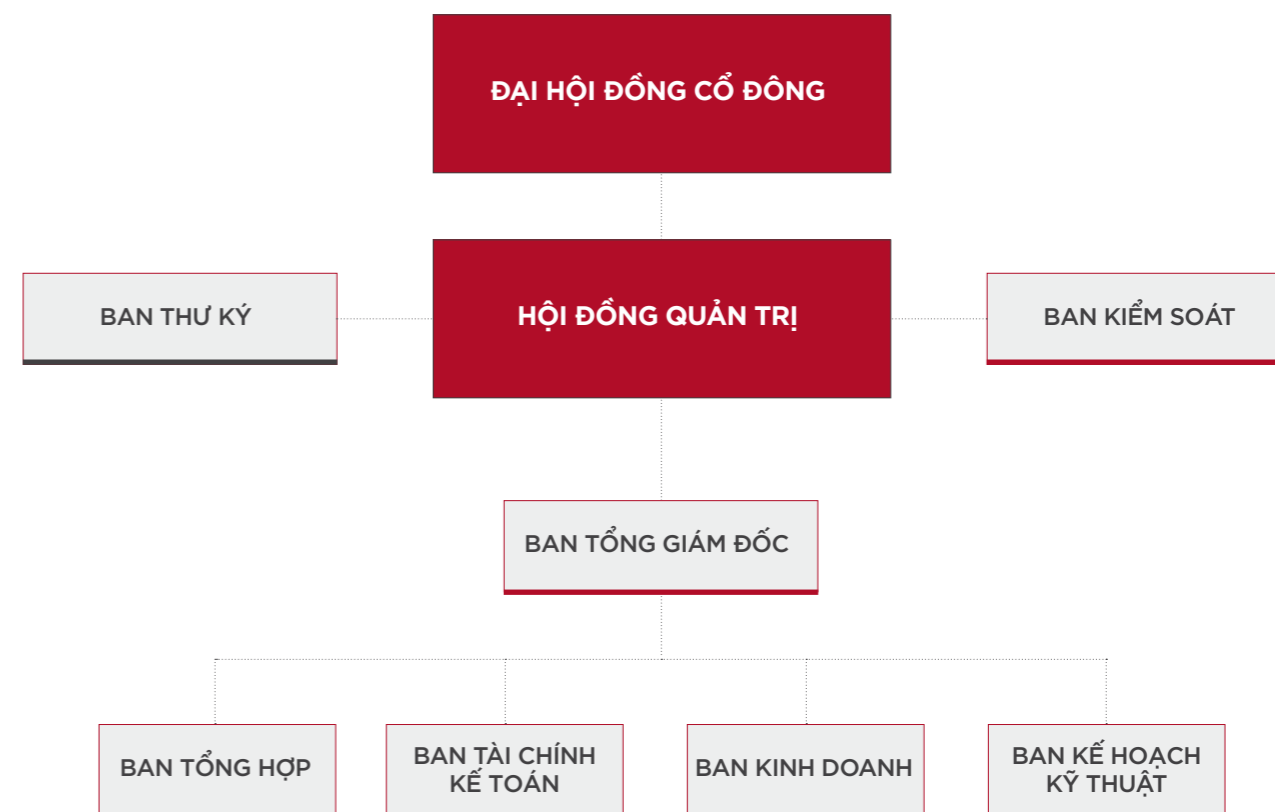 ĐẠI HỘI ĐỒNG CỔ ĐÔNG
BAN THƯ KÝ
HỘI ĐỒNG QUẢN TRỊ
BAN KIỂM SOÁT
BAN TỔNG GIÁM ĐỐC
BAN TỔNG HỢP
BAN TÀI CHÍNH
KẾ TOÁN
BAN KINH DOANH
BAN KẾ HOẠCH
KỸ THUẬT